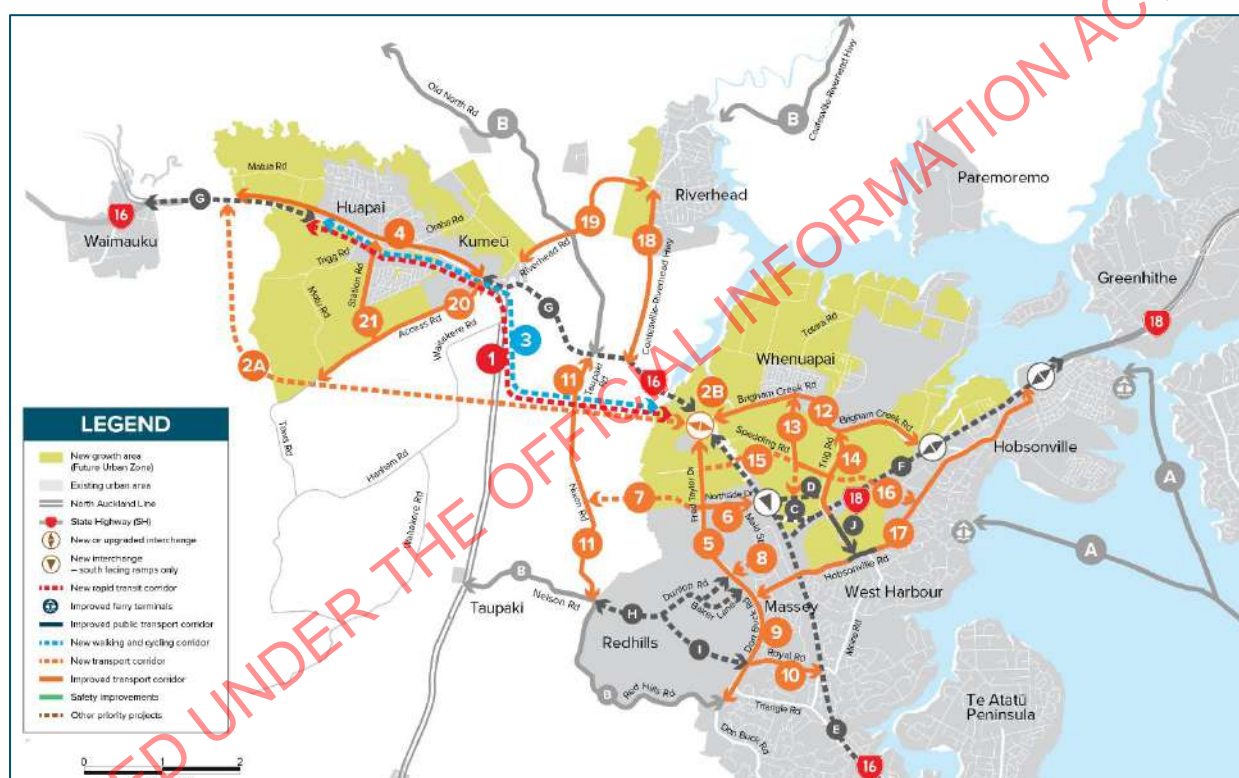 RELEASED UNDER THE OFFICIAL INFORMATION ACT
Old North Rd
B
B
Coatesville-Riverhead Hwy
Matua Rd
G
16
Waimauku
Huapai
4
Oraha Rd
Kumeū
Riverhead Rd
19
18
Riverhead
Paremoremo
Coatesville-Riverhead Hwy
Greenhithe
18
Trigg Rd
Station Rd
Motu Rd
21
20
Access Rd
Waitakere Rd
G
1
3
2A
11
Taupaki Rd
16
2B
Whenuapai
Totara Rd
Brigham Creek Rd
12
Brigham Creek Rd
13
Spedding Rd
Trig Rd
14
15
F
Hobsonville
A
A
Hanham Rd
Nixon Rd
7
Fred Taylor Dr
Northside Dr
6
D
C
18
16
J
17
Hobsonville Rd
Maki St
5
8
11
B
Nelson Rd
Taupaki
H
Dunlop Rd
Baker Lane
Don Buck Rd
Massey
West Harbour
Moire Rd
Redhills
9
I
Royal Rd
10
B
Red Hills Rd
Triangle Rd
Don Buck Rd
E
16
Te Atatū
Peninsula
LEGEND
New growth area
(Future Urban Zone)
Existing urban area
North Auckland Line
State Highway (SH)
New or upgraded interchange
New interchange
– south facing ramps only
New rapid transit corridor
Improved ferry terminals
Improved public transport corridor
New walking and cycling corridor
New transport corridor
Improved transport corridor
Safety improvements
Other priority projects
0 1 2